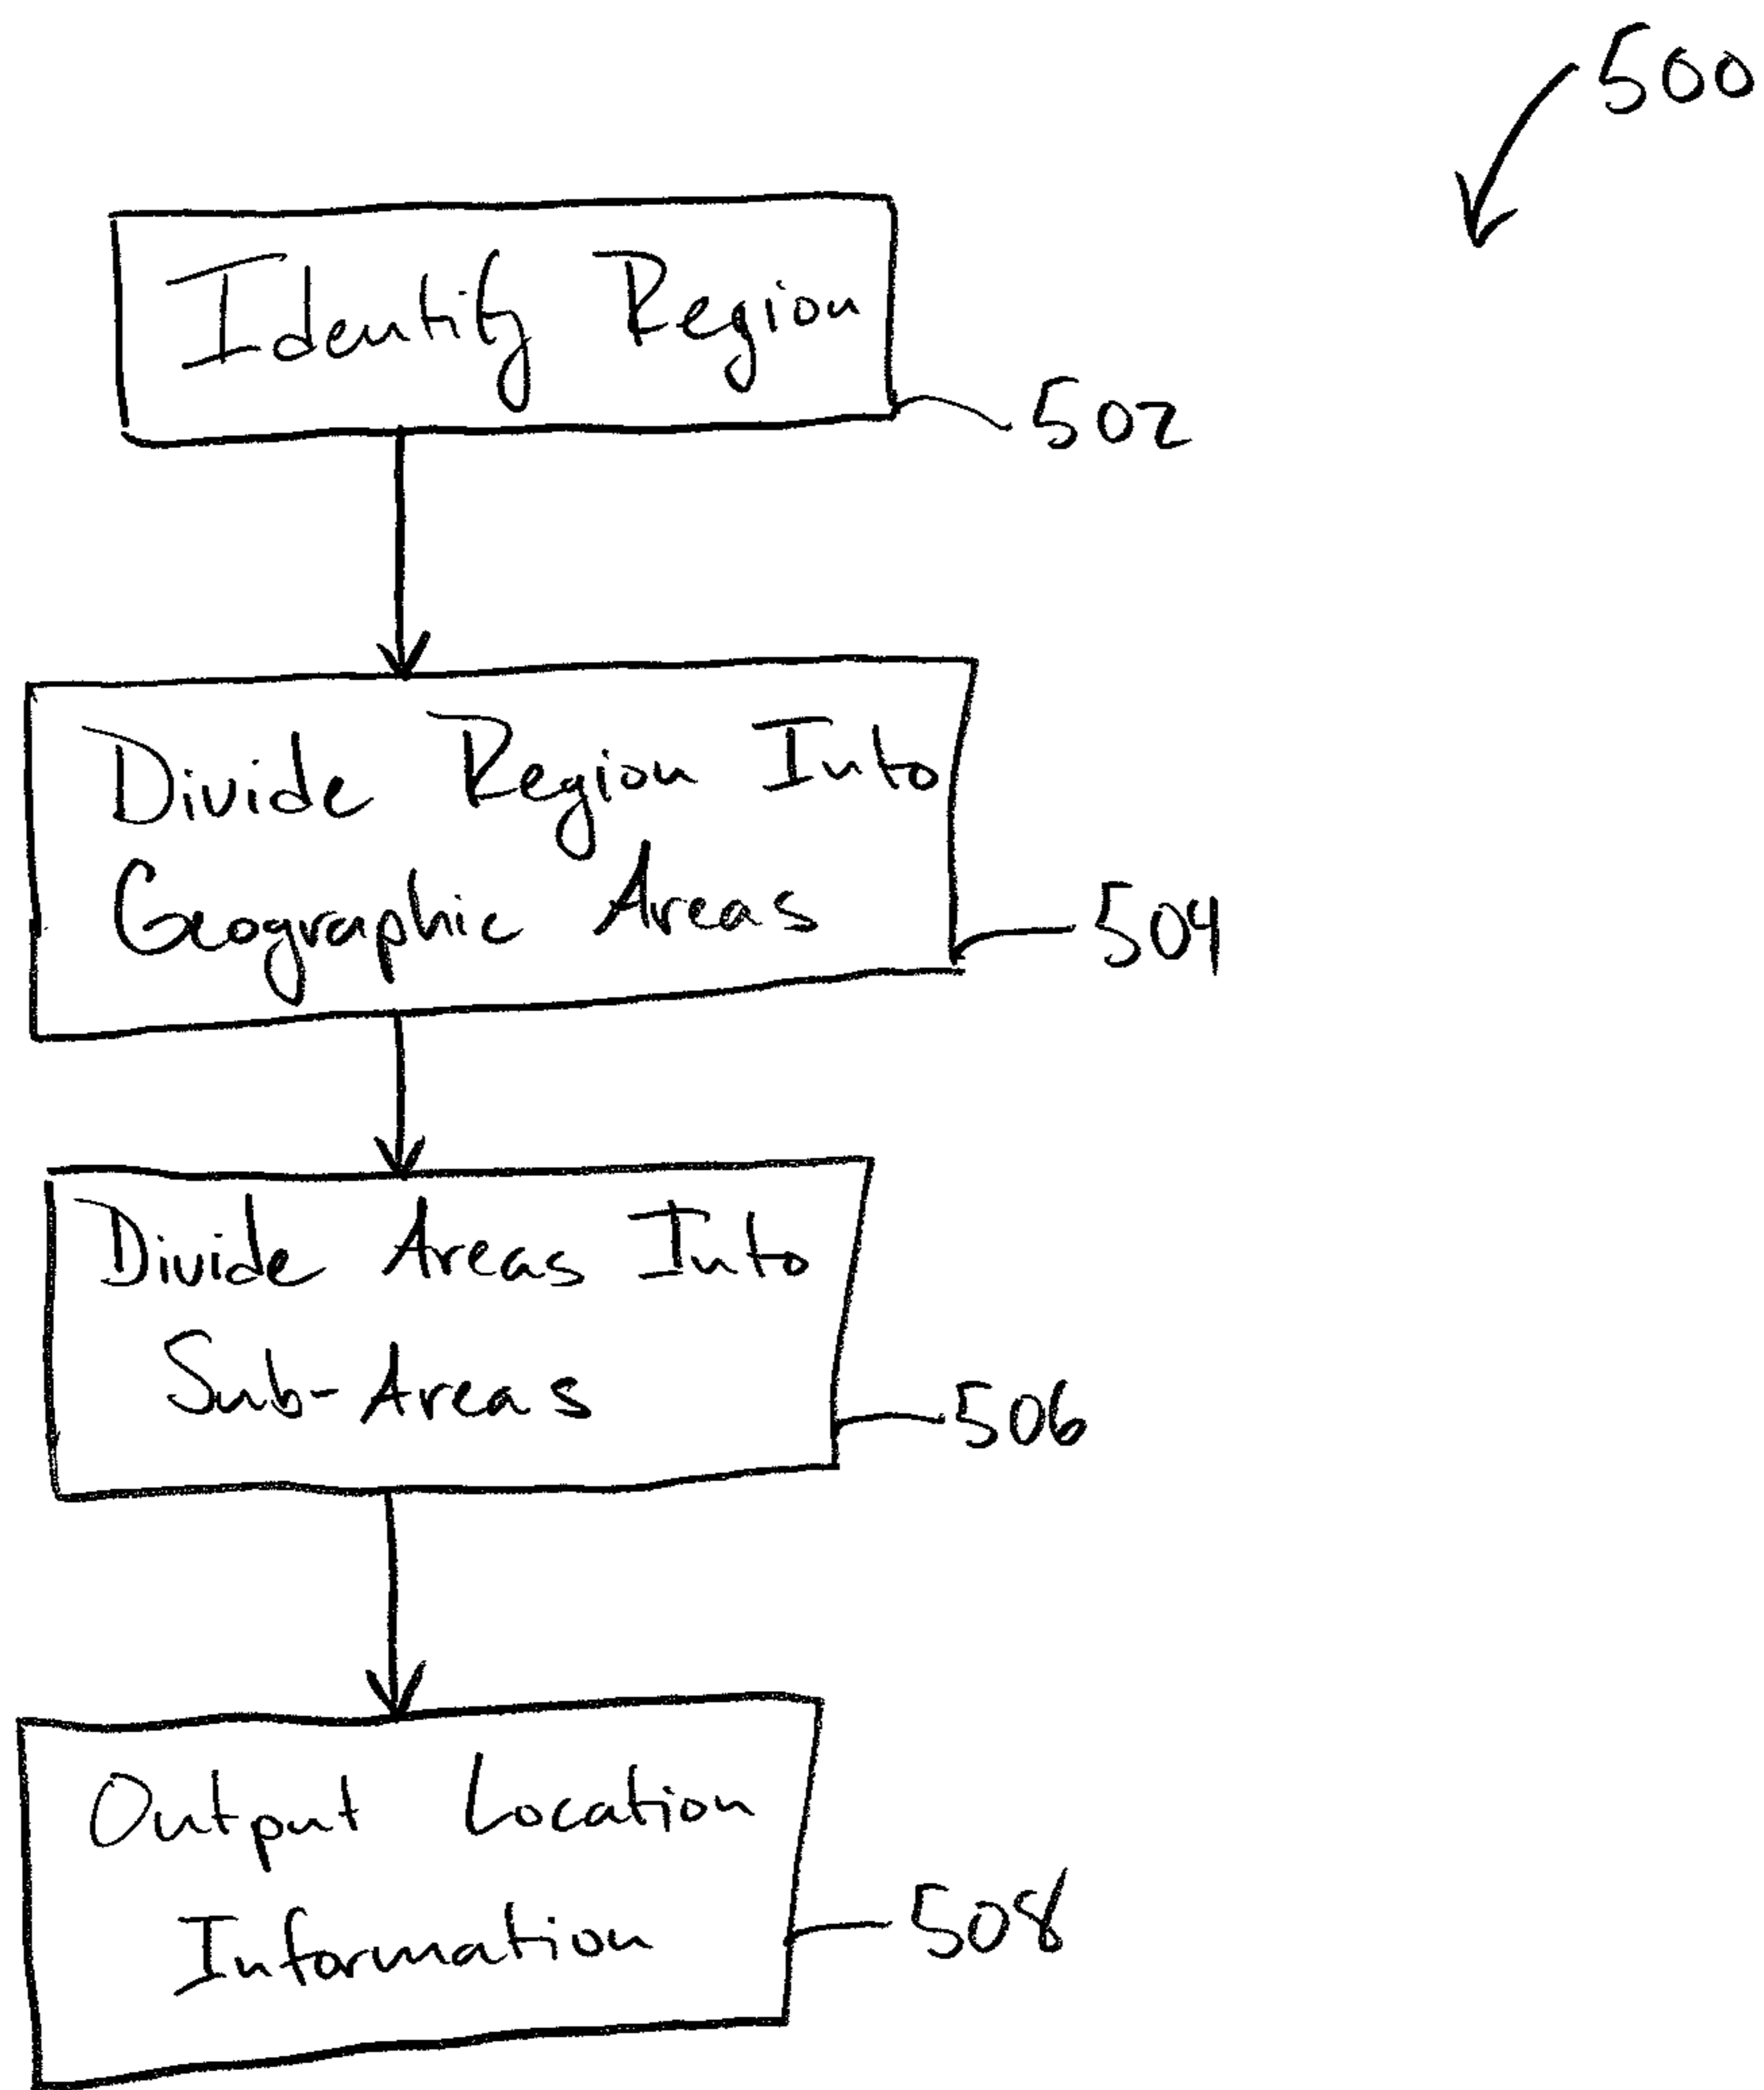 500
Identify Region
502
Divide Region Into
Geographic Areas
504
Divide Areas Into
Sub-Areas
506
Output Location
Information
508